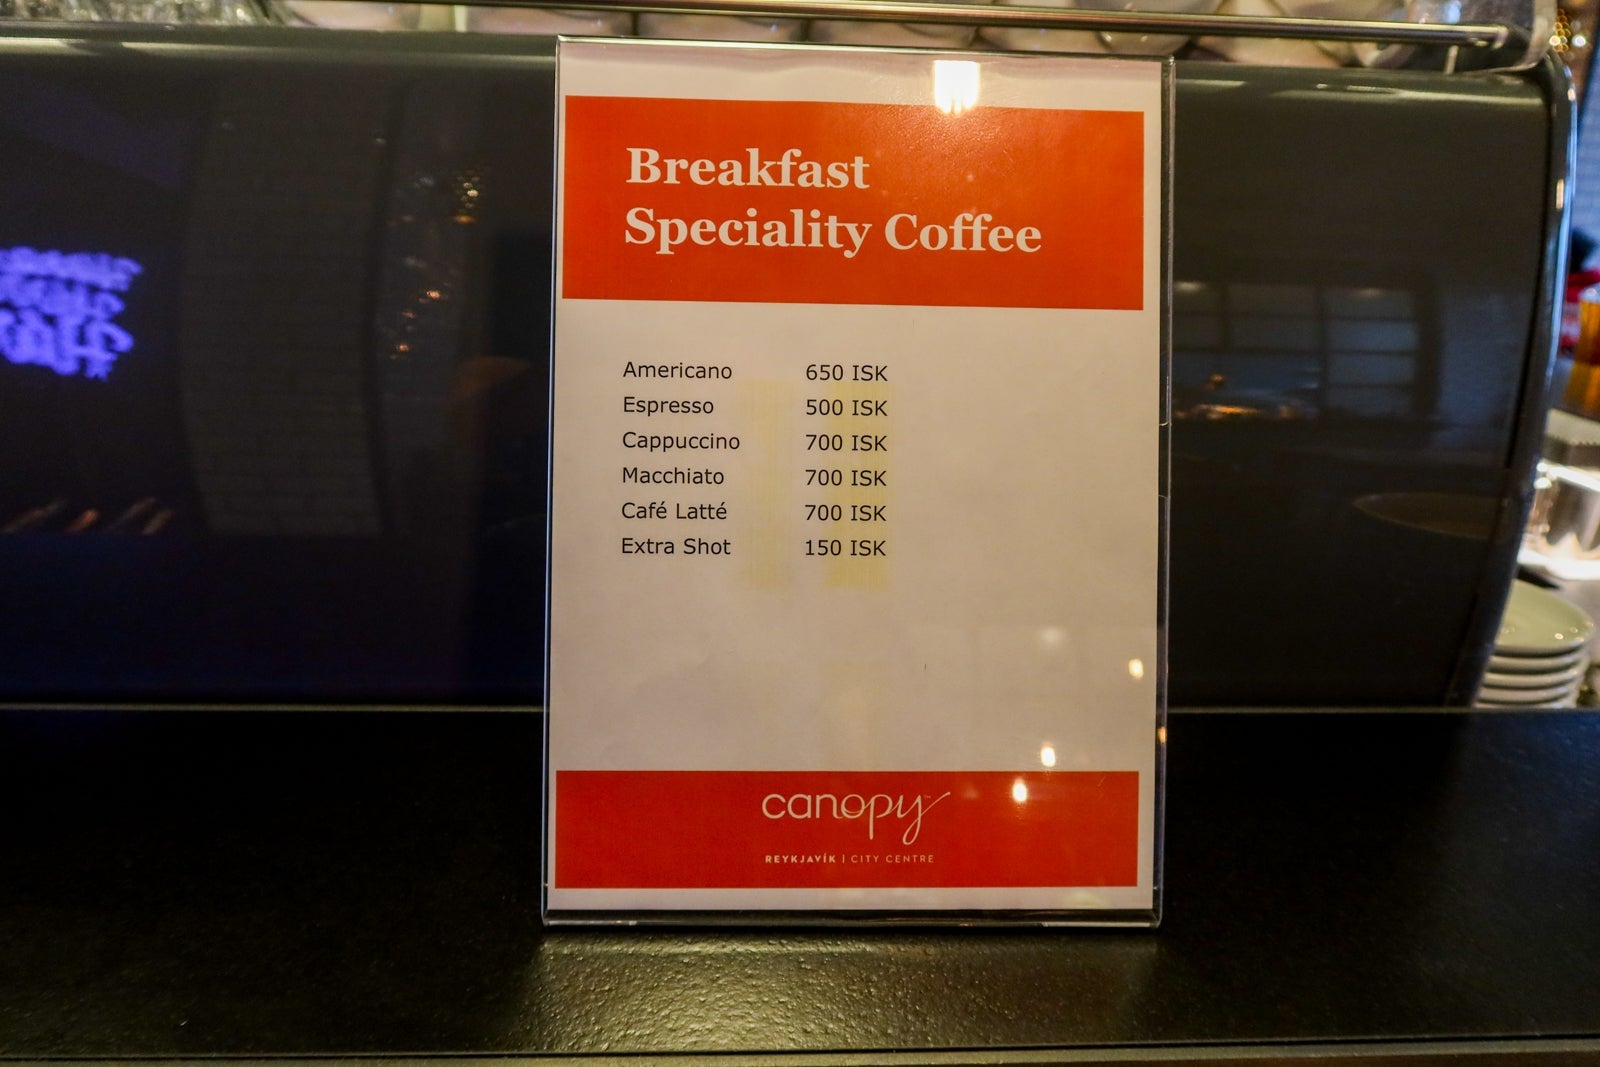 Breakfast
Speciality Coffee
Americano 650 ISK
Espresso 500 ISK
Cappuccino 700 ISK
Macchiato 700 ISK
Café Latté 700 ISK
Extra Shot 150 ISK
canopy
REYKJAVÍK | CITY CENTRE